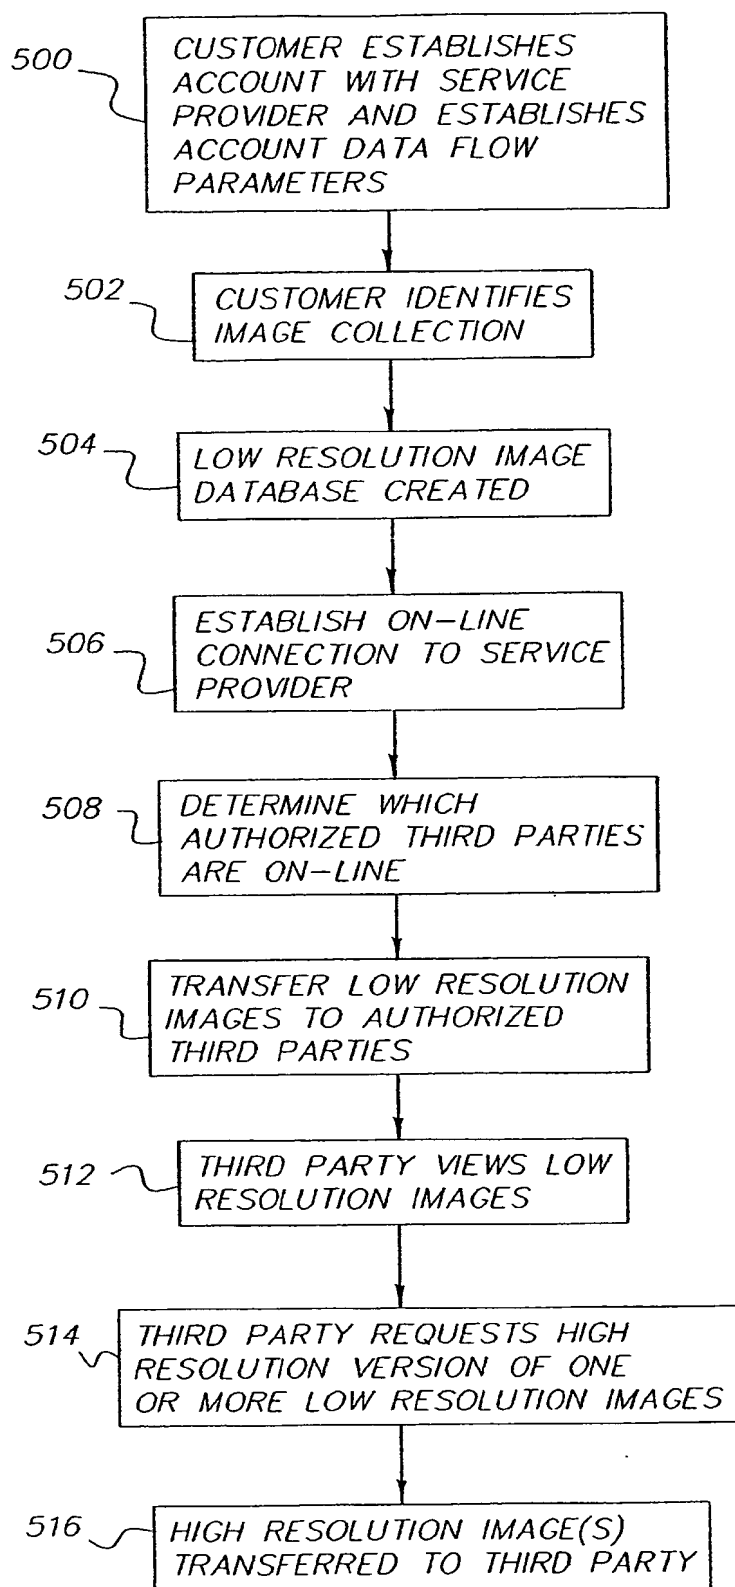 500
CUSTOMER ESTABLISHES
ACCOUNT WITH SERVICE
PROVIDER AND ESTABLISHES
ACCOUNT DATA FLOW
PARAMETERS
502
CUSTOMER IDENTIFIES
IMAGE COLLECTION
504
LOW RESOLUTION IMAGE
DATABASE CREATED
506
ESTABLISH ON-LINE
CONNECTION TO SERVICE
PROVIDER
508
DETERMINE WHICH
AUTHORIZED THIRD PARTIES
ARE ON-LINE
510
TRANSFER LOW RESOLUTION
IMAGES TO AUTHORIZED
THIRD PARTIES
512
THIRD PARTY VIEWS LOW
RESOLUTION IMAGES
514
THIRD PARTY REQUESTS HIGH
RESOLUTION VERSION OF ONE
OR MORE LOW RESOLUTION IMAGES
516
HIGH RESOLUTION IMAGE(S)
TRANSFERRED TO THIRD PARTY